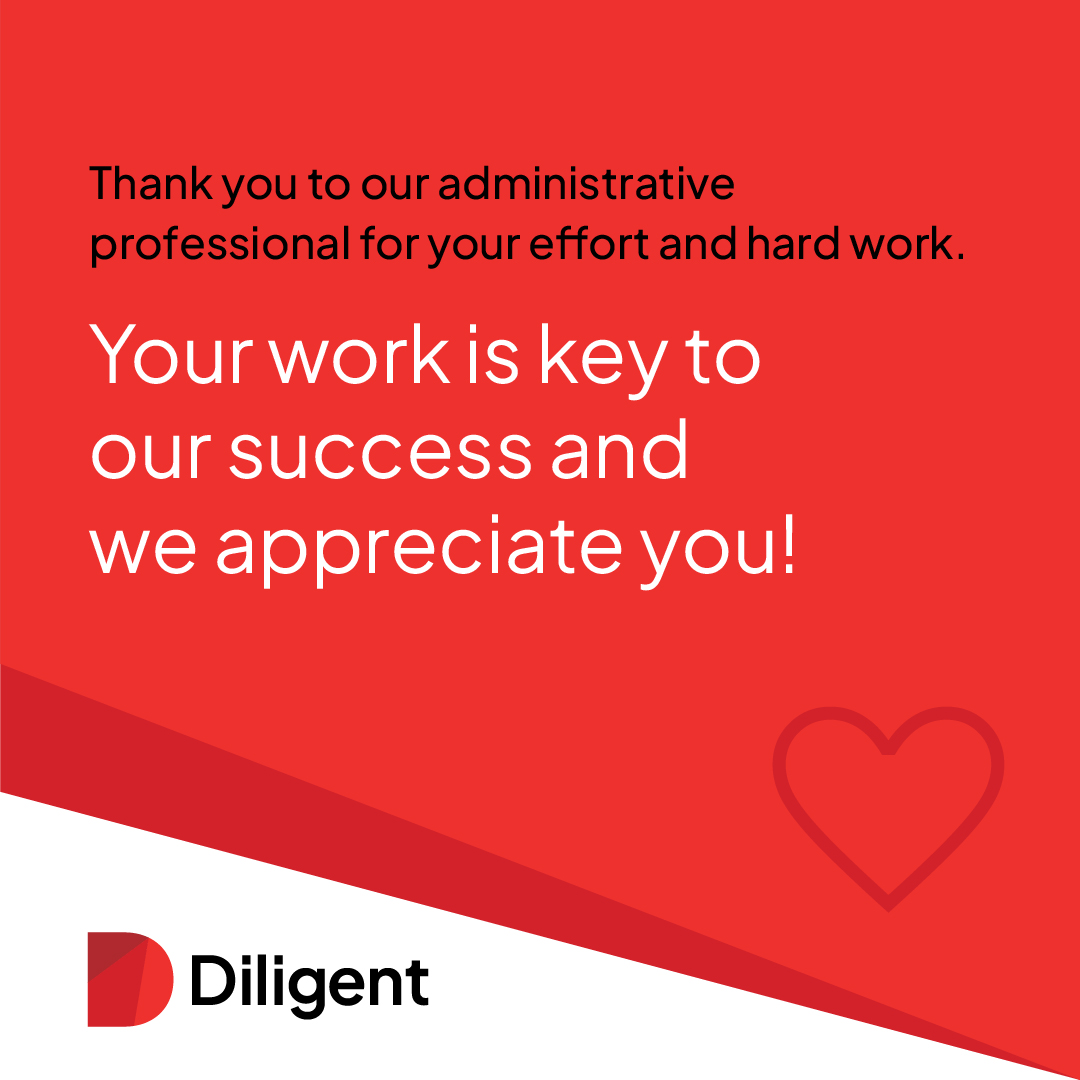 Thank you to our administrative
professional for your effort and hard work.
Your work is key to
our success and
we appreciate you!
Diligent